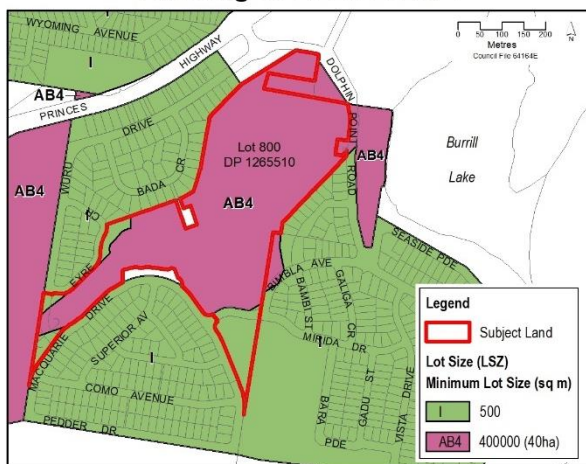 WYOMING AVENUE
I
0 50 100 150 200
Metres
Council File 64164E
N
HIGHWAY
PRINCES
AB4
DOLPHIN
POINT
ROAD
DRIVE
WURU
BADA CR
Lot 800
DP 1265510
AB4
AB4
AB4
Burrill
Lake
EYRE
SEASIDE PDE
BIMBLA AVE
BAMBI ST
GALIGA
CR
MIRIDA DR
I
MACQUARIE DRIVE
SUPERIOR AV
I
COMO AVENUE
PEDDER DR
BARA
PDE
GADU ST
VISTA DRIVE
Legend
Subject Land
Lot Size (LSZ)
Minimum Lot Size (sq m)
I 500
AB4 400000 (40ha)